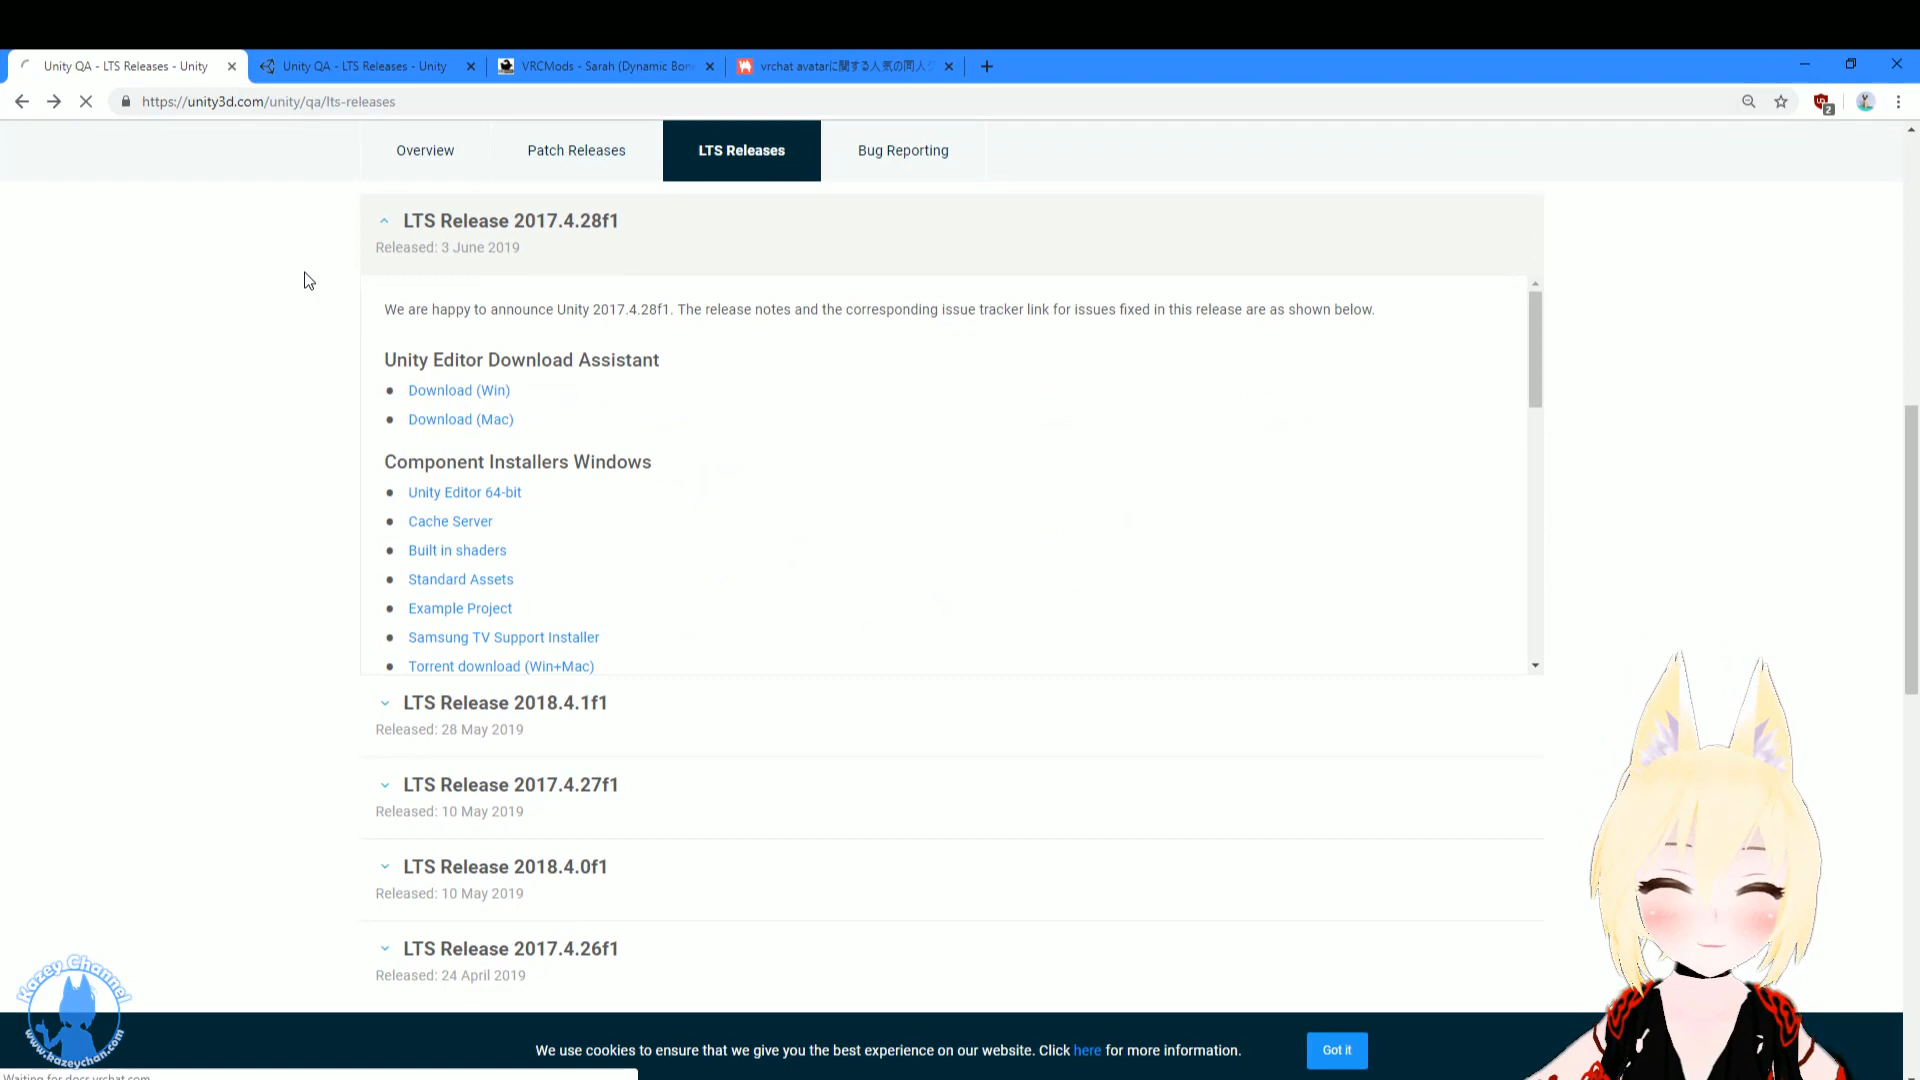 Unity QA - LTS Releases - Unity
Unity QA - LTS Releases - Unity
VRCMods - Sarah (Dynamic Bon
vrchat avatarに関する人気の同人
https://unity3d.com/unity/qa/lts-releases
2
Overview
Patch Releases
LTS Releases
Bug Reporting
LTS Release 2017.4.28f1
Released: 3 June 2019
We are happy to announce Unity 2017.4.28f1. The release notes and the corresponding issue tracker link for issues fixed in this release are as shown below.
Unity Editor Download Assistant
Download (Win)
Download (Mac)
Component Installers Windows
Unity Editor 64-bit
Cache Server
Built in shaders
Standard Assets
Example Project
Samsung TV Support Installer
Torrent download (Win+Mac)
LTS Release 2018.4.1f1
Released: 28 May 2019
LTS Release 2017.4.27f1
Released: 10 May 2019
LTS Release 2018.4.0f1
Released: 10 May 2019
LTS Release 2017.4.26f1
Released: 24 April 2019
Kazey Channel
www.kazeychan.com
We use cookies to ensure that we give you the best experience on our website. Click here for more information.
Got it
Waiting for docs.vrchat.com